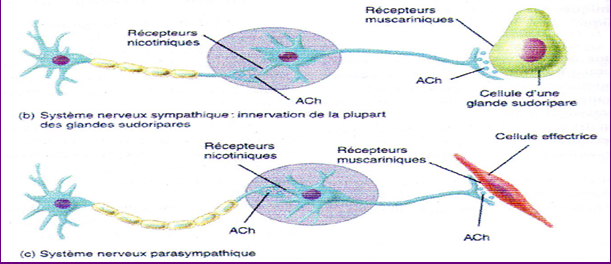 Récepteurs
muscariniques
Récepteurs
nicotiniques
ACh
ACh
Cellule d'une
glande sudoripare
(b) Système nerveux sympathique : innervation de la plupart
des glandes sudoripares
Cellule effectrice
Récepteurs
nicotiniques
Récepteurs
muscariniques
ACh
ACh
(c) Système nerveux parasympathique